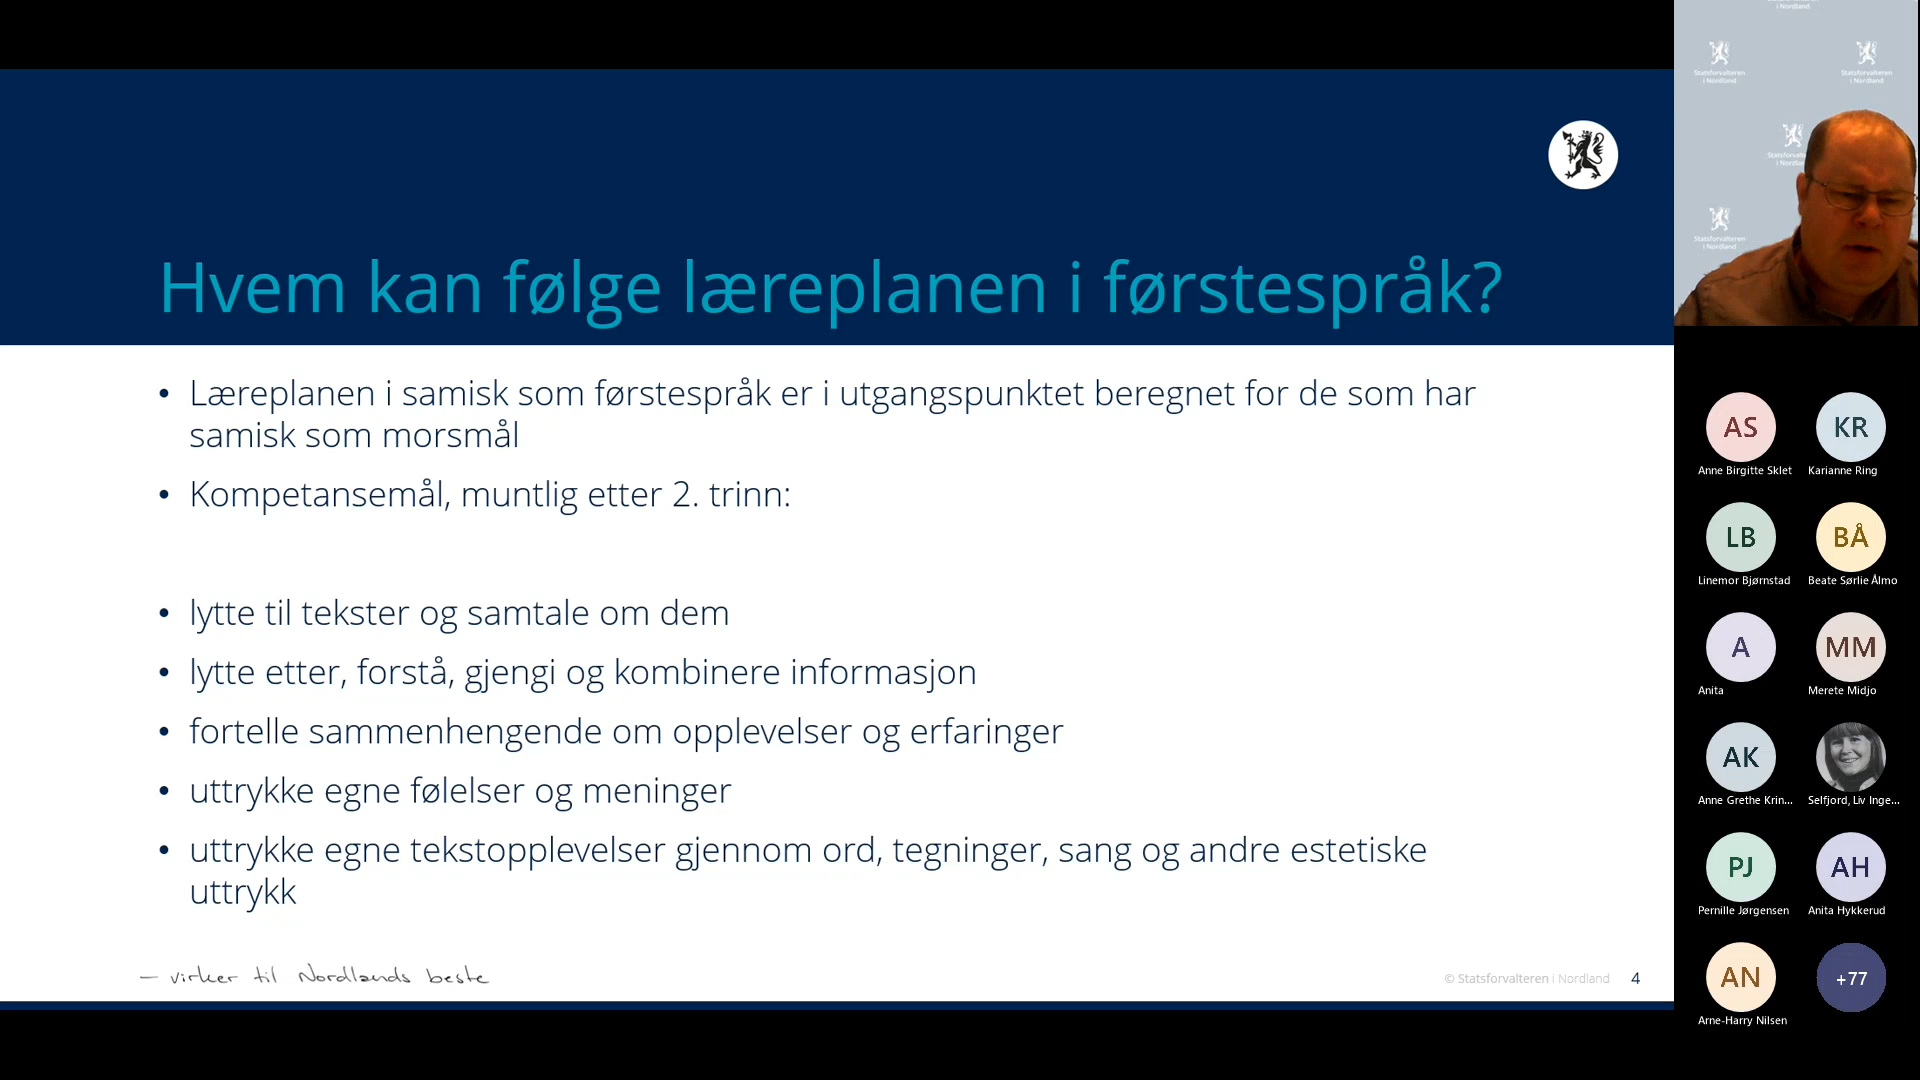 Hvem kan følge læreplanen i førstespråk?
• Læreplanen i samisk som førstespråk er i utgangspunktet beregnet for de som har
samisk som morsmål
• Kompetansemål, muntlig etter 2. trinn:
• lytte til tekster og samtale om dem
• lytte etter, forstå, gjengi og kombinere informasjon
• fortelle sammenhengende om opplevelser og erfaringer
• uttrykke egne følelser og meninger
• uttrykke egne tekstopplevelser gjennom ord, tegninger, sang og andre estetiske
uttrykk
– virker til Nordlands beste
© Statsforvalteren i Nordland 4
i Nordland
Statsforvalteren
i Nordland
Statsforvalteren
i Nordland
Statsforvalteren
i Nordland
AS KR
Anne Birgitte Sklet Karianne Ring
LB BÅ
Linemor Bjørnstad Beate Sørlie Ålmo
A MM
Anita Merete Midjo
AK
Anne Grethe Krin... Selfjord, Liv Inge...
PJ AH
Pernille Jørgensen Anita Hykkerud
AN +77
Arne-Harry Nilsen